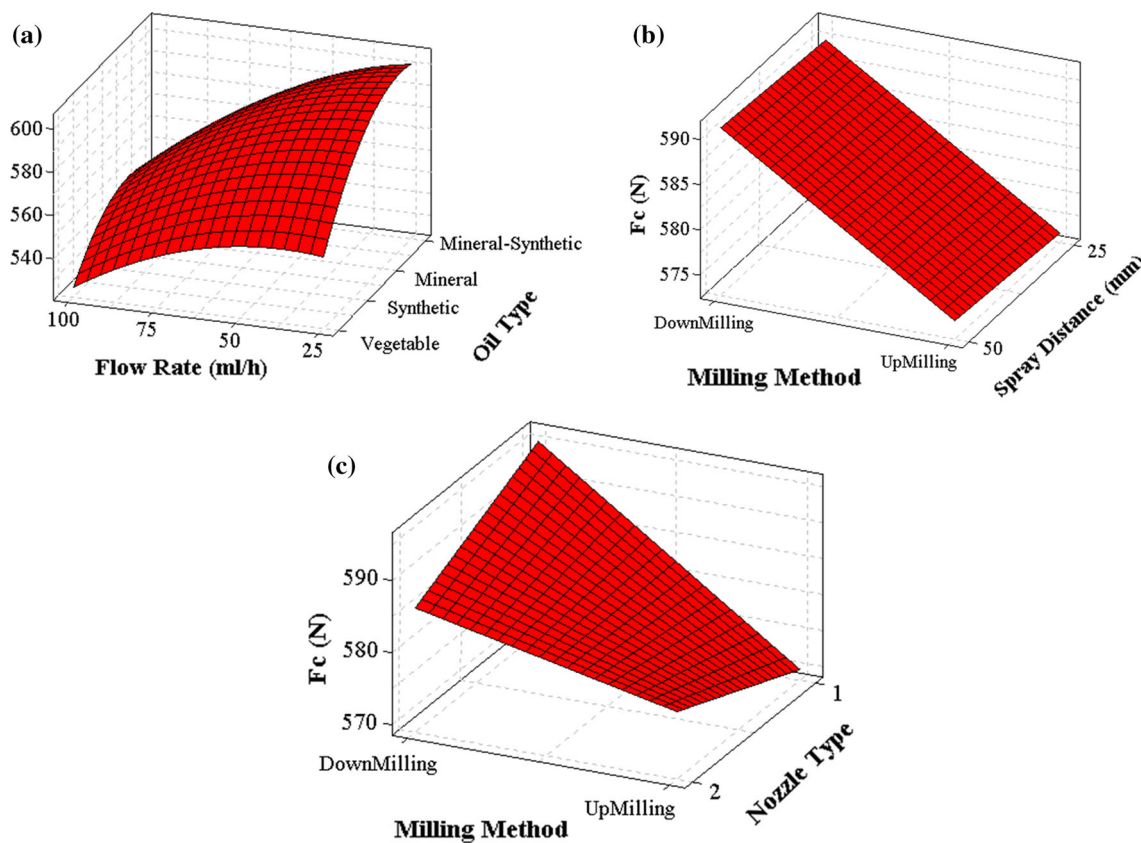 (a)
600
580
560
540
100
75
50
25
Flow Rate (ml/h)
Mineral-Synthetic
Mineral
Synthetic
Vegetable
Oil Type
(b)
Fc (N)
590
585
580
575
DownMilling
UpMilling
Milling Method
25
50
Spray Distance (mm)
(c)
Fc (N)
590
580
570
DownMilling
UpMilling
Milling Method
1
2
Nozzle Type